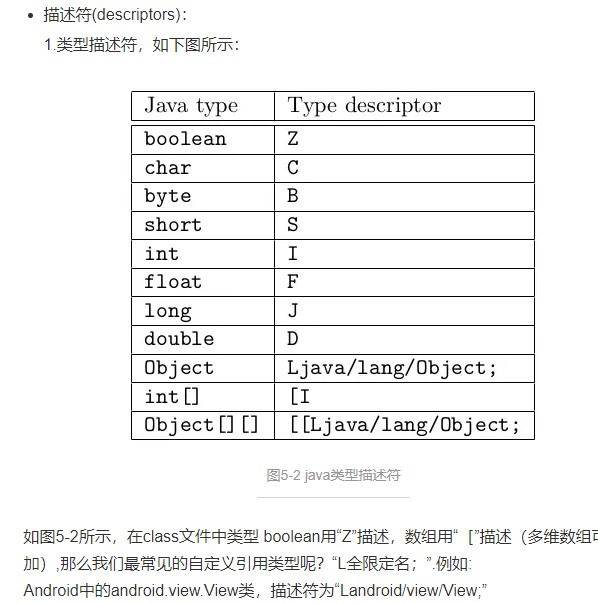 描述符(descriptors)：
1.类型描述符，如下图所示：
Java type Type descriptor
boolean Z
char C
byte B
short S
int I
float F
long J
double D
Object Ljava/lang/Object;
int[] [I
Object[][] [[Ljava/lang/Object;
图5-2 java类型描述符
如图5-2所示，在class文件中类型 boolean用“Z”描述，数组用“［”描述（多维数组可
加）,那么我们最常见的自定义引用类型呢？“L全限定名；”.例如:
Android中的android.view.View类，描述符为“Landroid/view/View;”